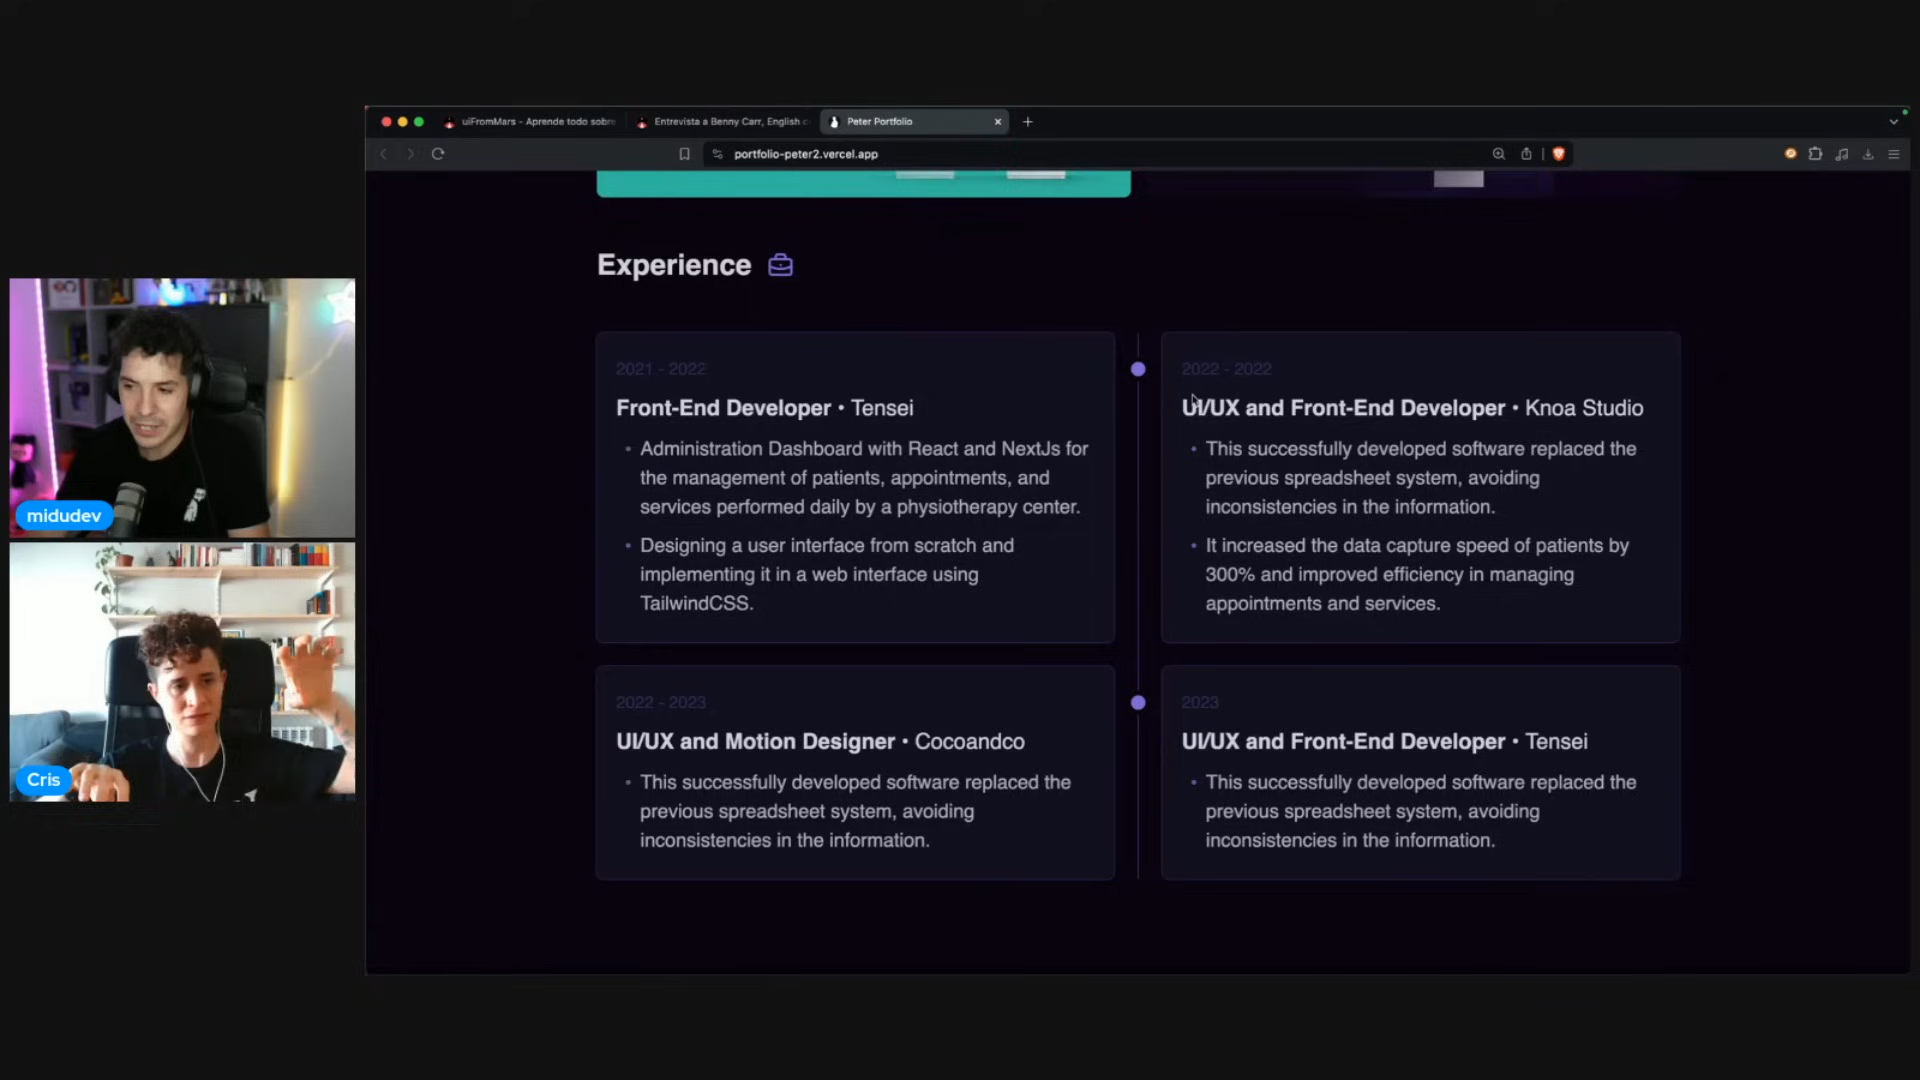 uiFromMars - Aprende todo sobre
Entrevista a Benny Carr, English c
Peter Portfolio
portfolio-peter2.vercel.app
Experience
2021 - 2022
Front-End Developer • Tensei
• Administration Dashboard with React and NextJs for
the management of patients, appointments, and
services performed daily by a physiotherapy center.
• Designing a user interface from scratch and
implementing it in a web interface using
TailwindCSS.
2022 - 2022
UI/UX and Front-End Developer • Knoa Studio
• This successfully developed software replaced the
previous spreadsheet system, avoiding
inconsistencies in the information.
• It increased the data capture speed of patients by
300% and improved efficiency in managing
appointments and services.
2022 - 2023
UI/UX and Motion Designer • Cocoandco
• This successfully developed software replaced the
previous spreadsheet system, avoiding
inconsistencies in the information.
2023
UI/UX and Front-End Developer • Tensei
• This successfully developed software replaced the
previous spreadsheet system, avoiding
inconsistencies in the information.
midudev
Cris